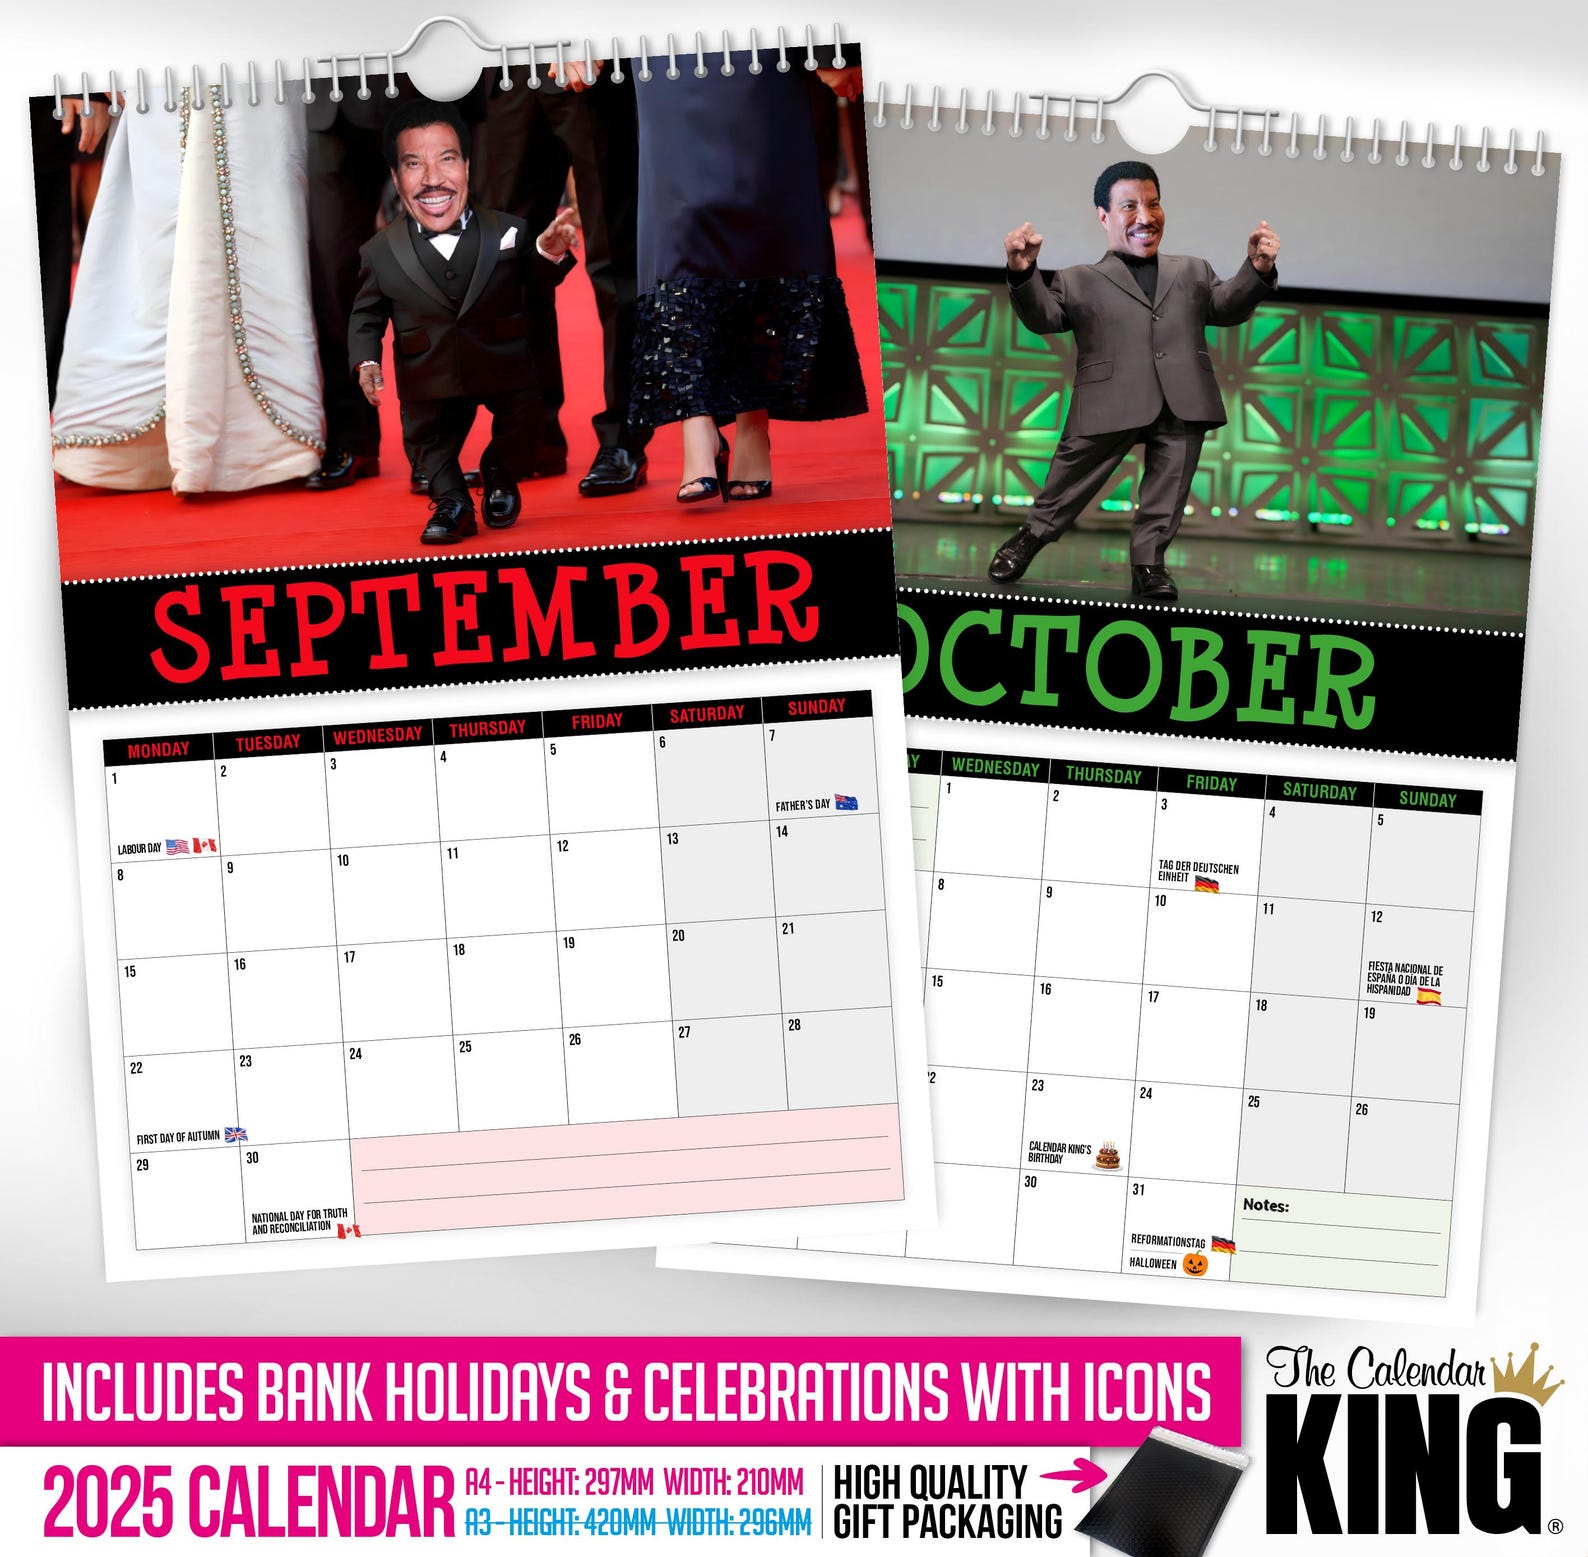 SEPTEMBER
MONDAY TUESDAY WEDNESDAY THURSDAY FRIDAY SATURDAY SUNDAY
1 2 3 4 5 6 7
LABOUR DAY
FATHER'S DAY
8 9 10 11 12 13 14
15 16 17 18 19 20 21
22 23 24 25 26 27 28
FIRST DAY OF AUTUMN
29 30
NATIONAL DAY FOR TRUTH
AND RECONCILIATION
OCTOBER
AY WEDNESDAY THURSDAY FRIDAY SATURDAY SUNDAY
1 2 3 4 5
TAG DER DEUTSCHEN
EINHEIT
8 9 10 11 12
FIESTA NACIONAL DE
ESPAÑA O DÍA DE LA
HISPANIDAD
15 16 17 18 19
22 23 24 25 26
CALENDAR KING'S
BIRTHDAY
30 31
Notes:
REFORMATIONSTAG
HALLOWEEN
INCLUDES BANK HOLIDAYS & CELEBRATIONS WITH ICONS
2025 CALENDAR
A4 - HEIGHT: 297MM WIDTH: 210MM
A3 - HEIGHT: 420MM WIDTH: 296MM
HIGH QUALITY
GIFT PACKAGING
The Calendar
KING®